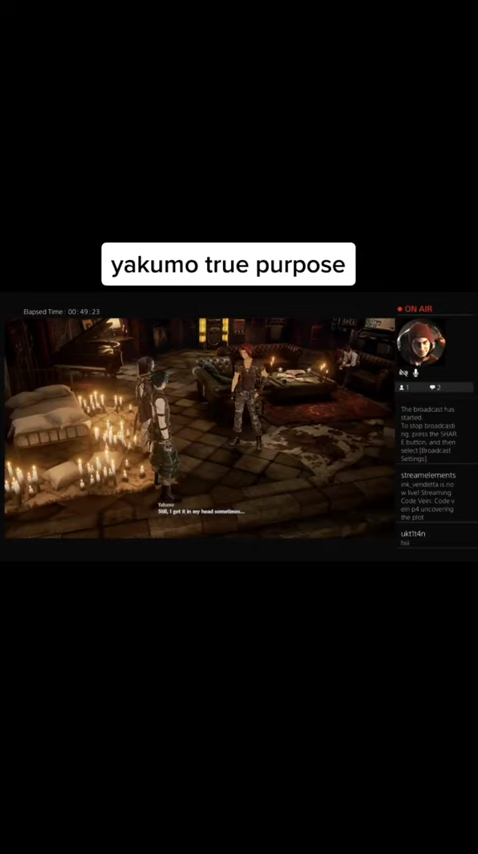 yakumo true purpose
Elapsed Time : 00:49:23
ON AIR
1 2
The broadcast has
started.
To stop broadcasti
ng, press the SHAR
E button, and then
select [Broadcast
Settings].
streamelements
ink_vendetta is no
w live! Streaming
Code Vein: Code v
ein p4 uncovering
the plot
ukt1t4n
hiii
Yakumo
Still, I get it in my head sometimes...